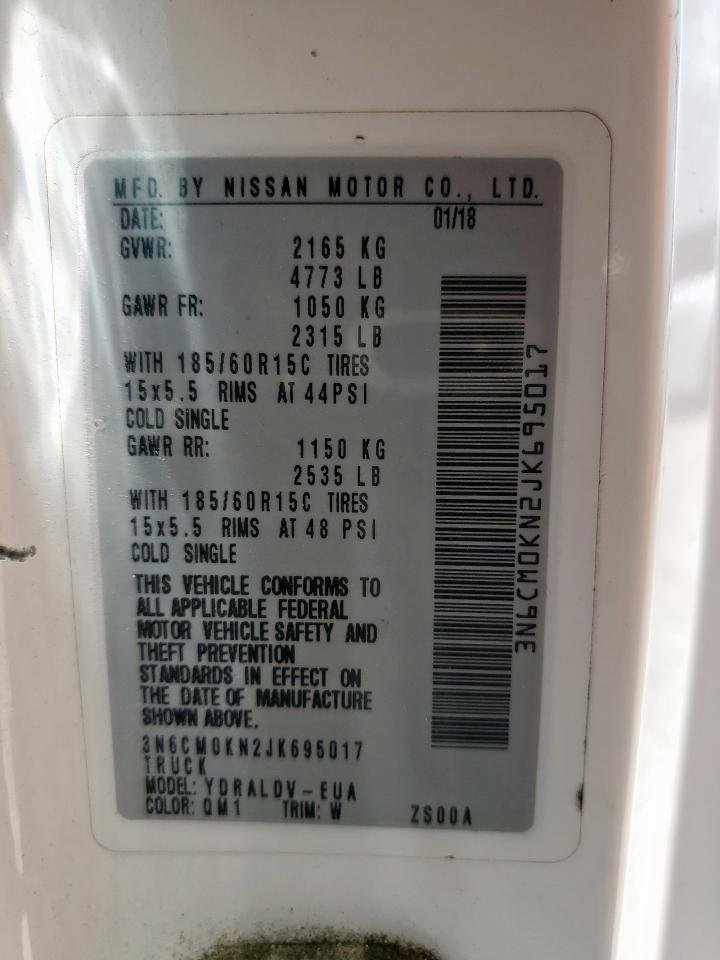 MFD. BY NISSAN MOTOR CO., LTD.
DATE: 01/18
GVWR: 2165 KG
4773 LB
GAWR FR: 1050 KG
2315 LB
WITH 185/60R15C TIRES
15x5.5 RIMS AT 44PSI
COLD SINGLE
GAWR RR: 1150 KG
2535 LB
WITH 185/60R15C TIRES
15x5.5 RIMS AT 48 PSI
COLD SINGLE
THIS VEHICLE CONFORMS TO
ALL APPLICABLE FEDERAL
MOTOR VEHICLE SAFETY AND
THEFT PREVENTION
STANDARDS IN EFFECT ON
THE DATE OF MANUFACTURE
SHOWN ABOVE.
3N6CM0KN2JK695017
TRUCK
MODEL: YDRALDV-EUA
COLOR: QM1 TRIM: W ZS00A
3N6CM0KN2JK695017